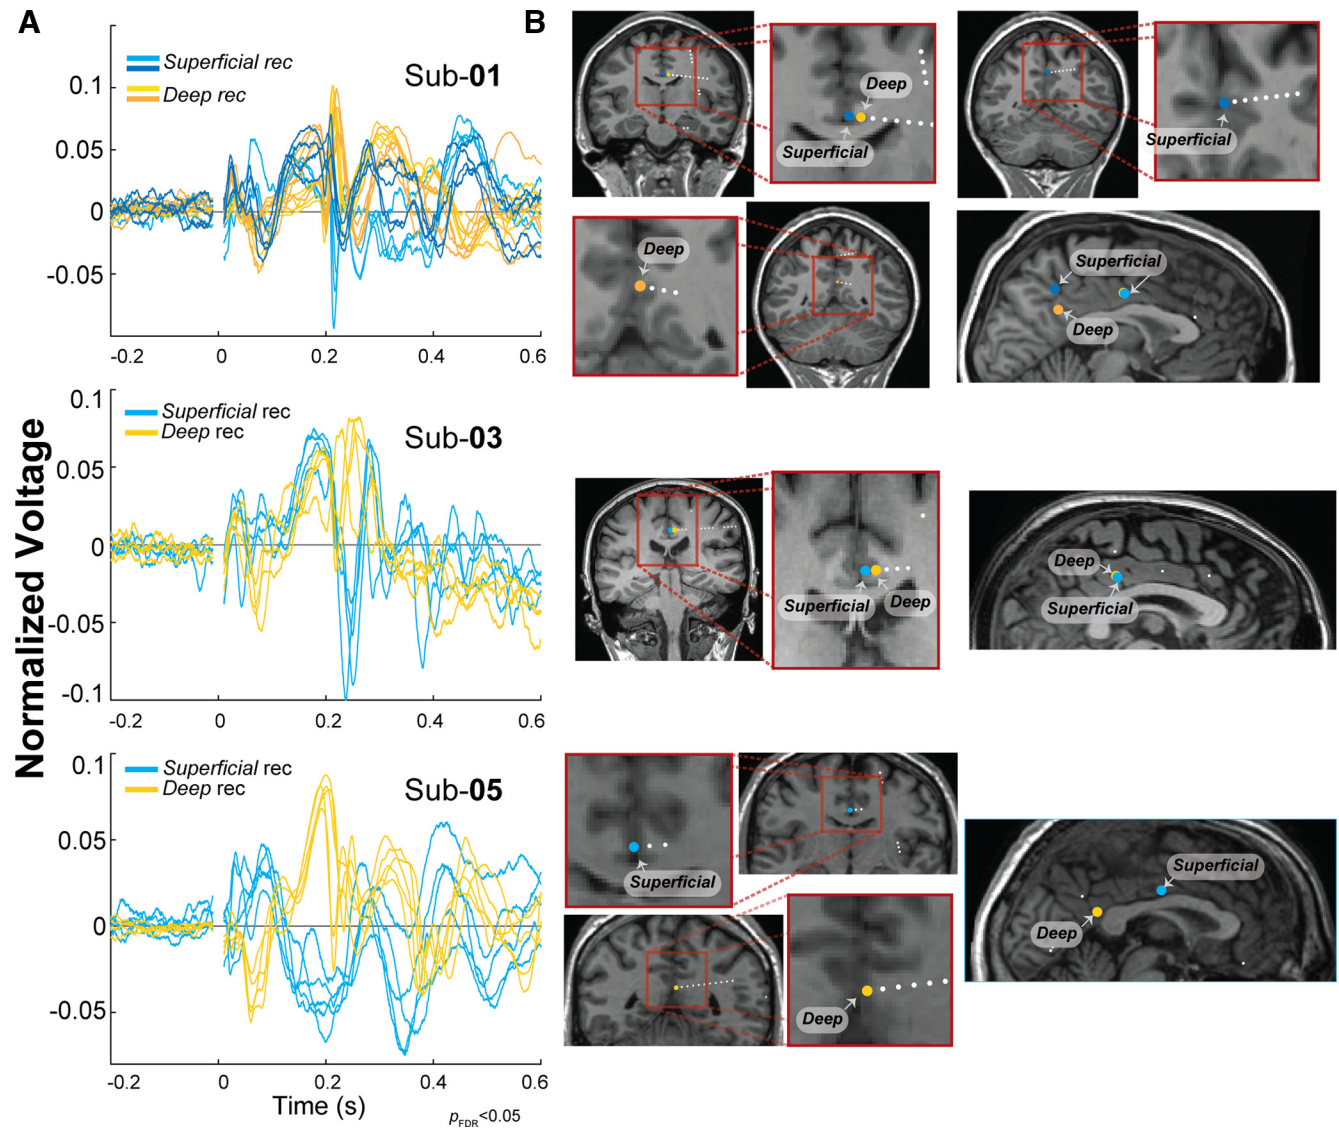 A
B
Normalized Voltage
Superficial rec
Deep rec
Sub-01
0.1
0.05
0
-0.05
-0.2
0
0.2
0.4
0.6
Superficial rec
Deep rec
Sub-03
0.1
0.05
0
-0.05
-0.1
-0.2
0
0.2
0.4
0.6
Superficial rec
Deep rec
Sub-05
0.1
0.05
0
-0.05
-0.2
0
0.2
0.4
0.6
Time (s)
pFDR<0.05
Deep
Superficial
Superficial
Deep
Superficial
Deep
Superficial
Deep
Deep
Superficial
Superficial
Deep
Superficial
Deep